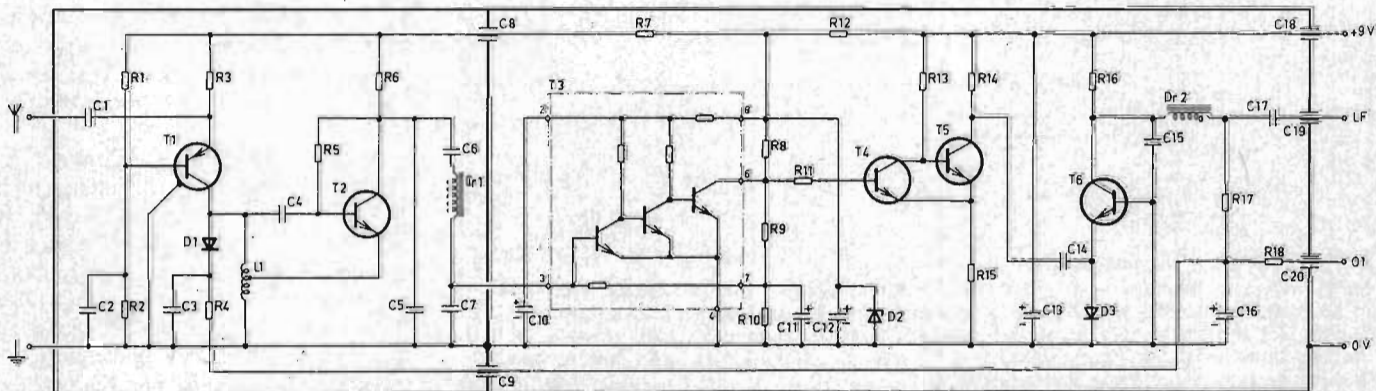 C8 R7 R12 C18 +9V
R1 R3 R6 R13 R14 R16
C1 Dr 2 C17 LF
C19
T1 R5 C6 2 8 R8 T5 C15
T2 Dr 1 6 R11 T4 T6
C4 R17
D1 R9
L1 C14 R18 01
C20
C2 R2 C3 R4 C5 C7 3 7 R15
C10 4 R10 C11 C12 D2 C13 D3 C16
0V
C9